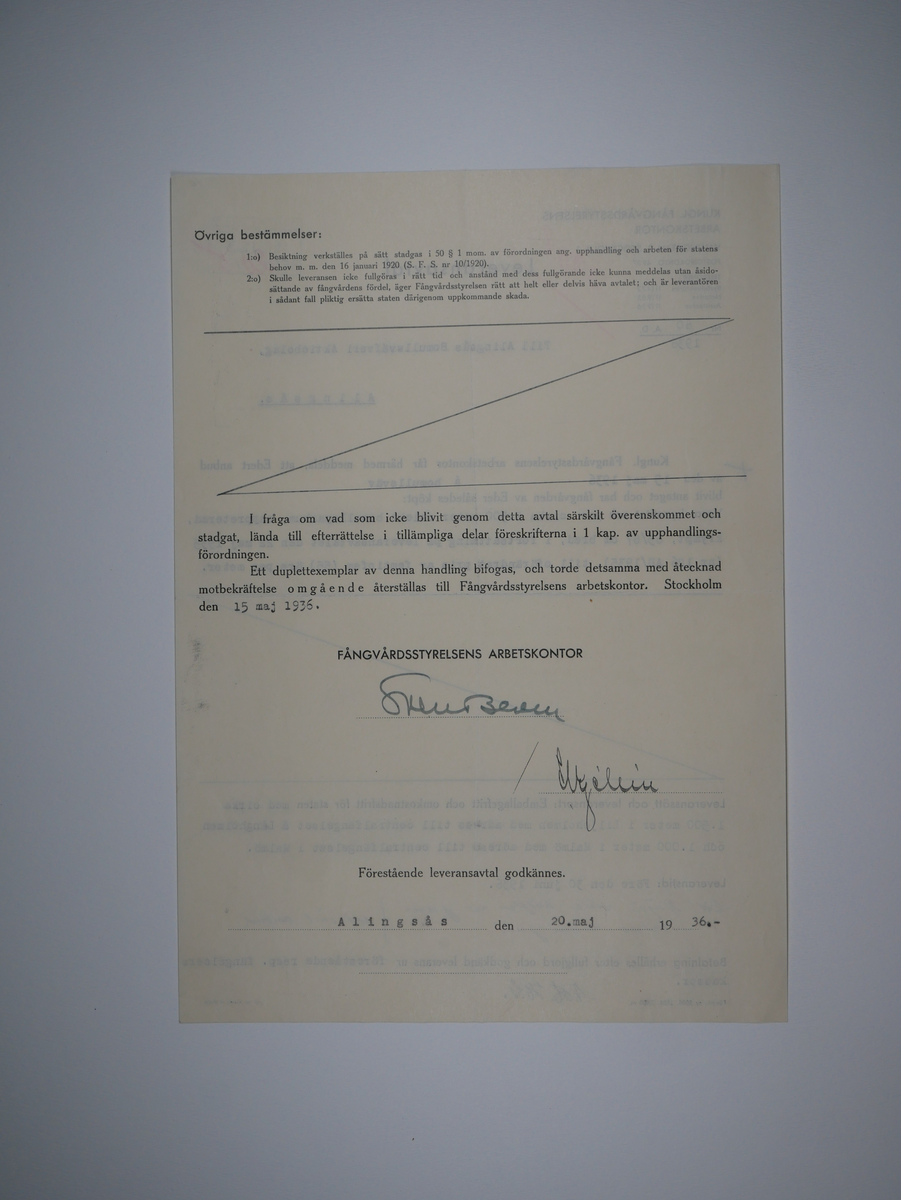 Övriga bestämmelser:
1:o) Besiktning verkställes på sätt stadgas i 50 § 1 mom. av förordningen ang. upphandling och arbeten för statens
behov m. m. den 16 januari 1920 (S. F. S. nr 10/1920).
2:o) Skulle leveransen icke fullgöras i rätt tid och anstånd med dess fullgörande icke kunna meddelas utan åsido-
sättande av fångvårdens fördel, äger Fångvårdsstyrelsen rätt att helt eller delvis häva avtalet; och är leverantören
i sådant fall pliktig ersätta staten därigenom uppkommande skada.
I fråga om vad som icke blivit genom detta avtal särskilt överenskommet och
stadgat, lända till efterrättelse i tillämpliga delar föreskrifterna i 1 kap. av upphandlings-
förordningen.
Ett duplettexemplar av denna handling bifogas, och torde detsamma med åtecknad
motbekräftelse omgående återställas till Fångvårdsstyrelsens arbetskontor. Stockholm
den 15 maj 1936.
FÅNGVÅRDSSTYRELSENS ARBETSKONTOR
Förestående leveransavtal godkännes.
Alingsås den 20.maj 19 36.-